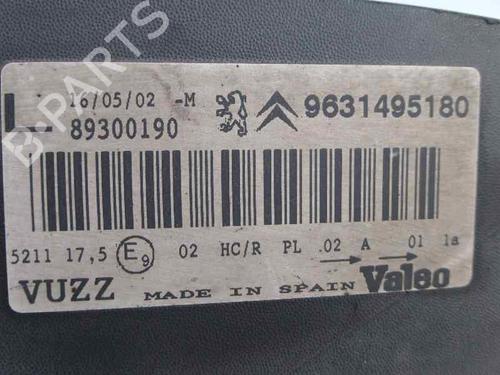 B-PARTS
L 16/05/02 -M 9631495180
89300190
5211 17,5 E9 02 HC/R PL .02 A 01 1a
VUZZ MADE IN SPAIN Valeo